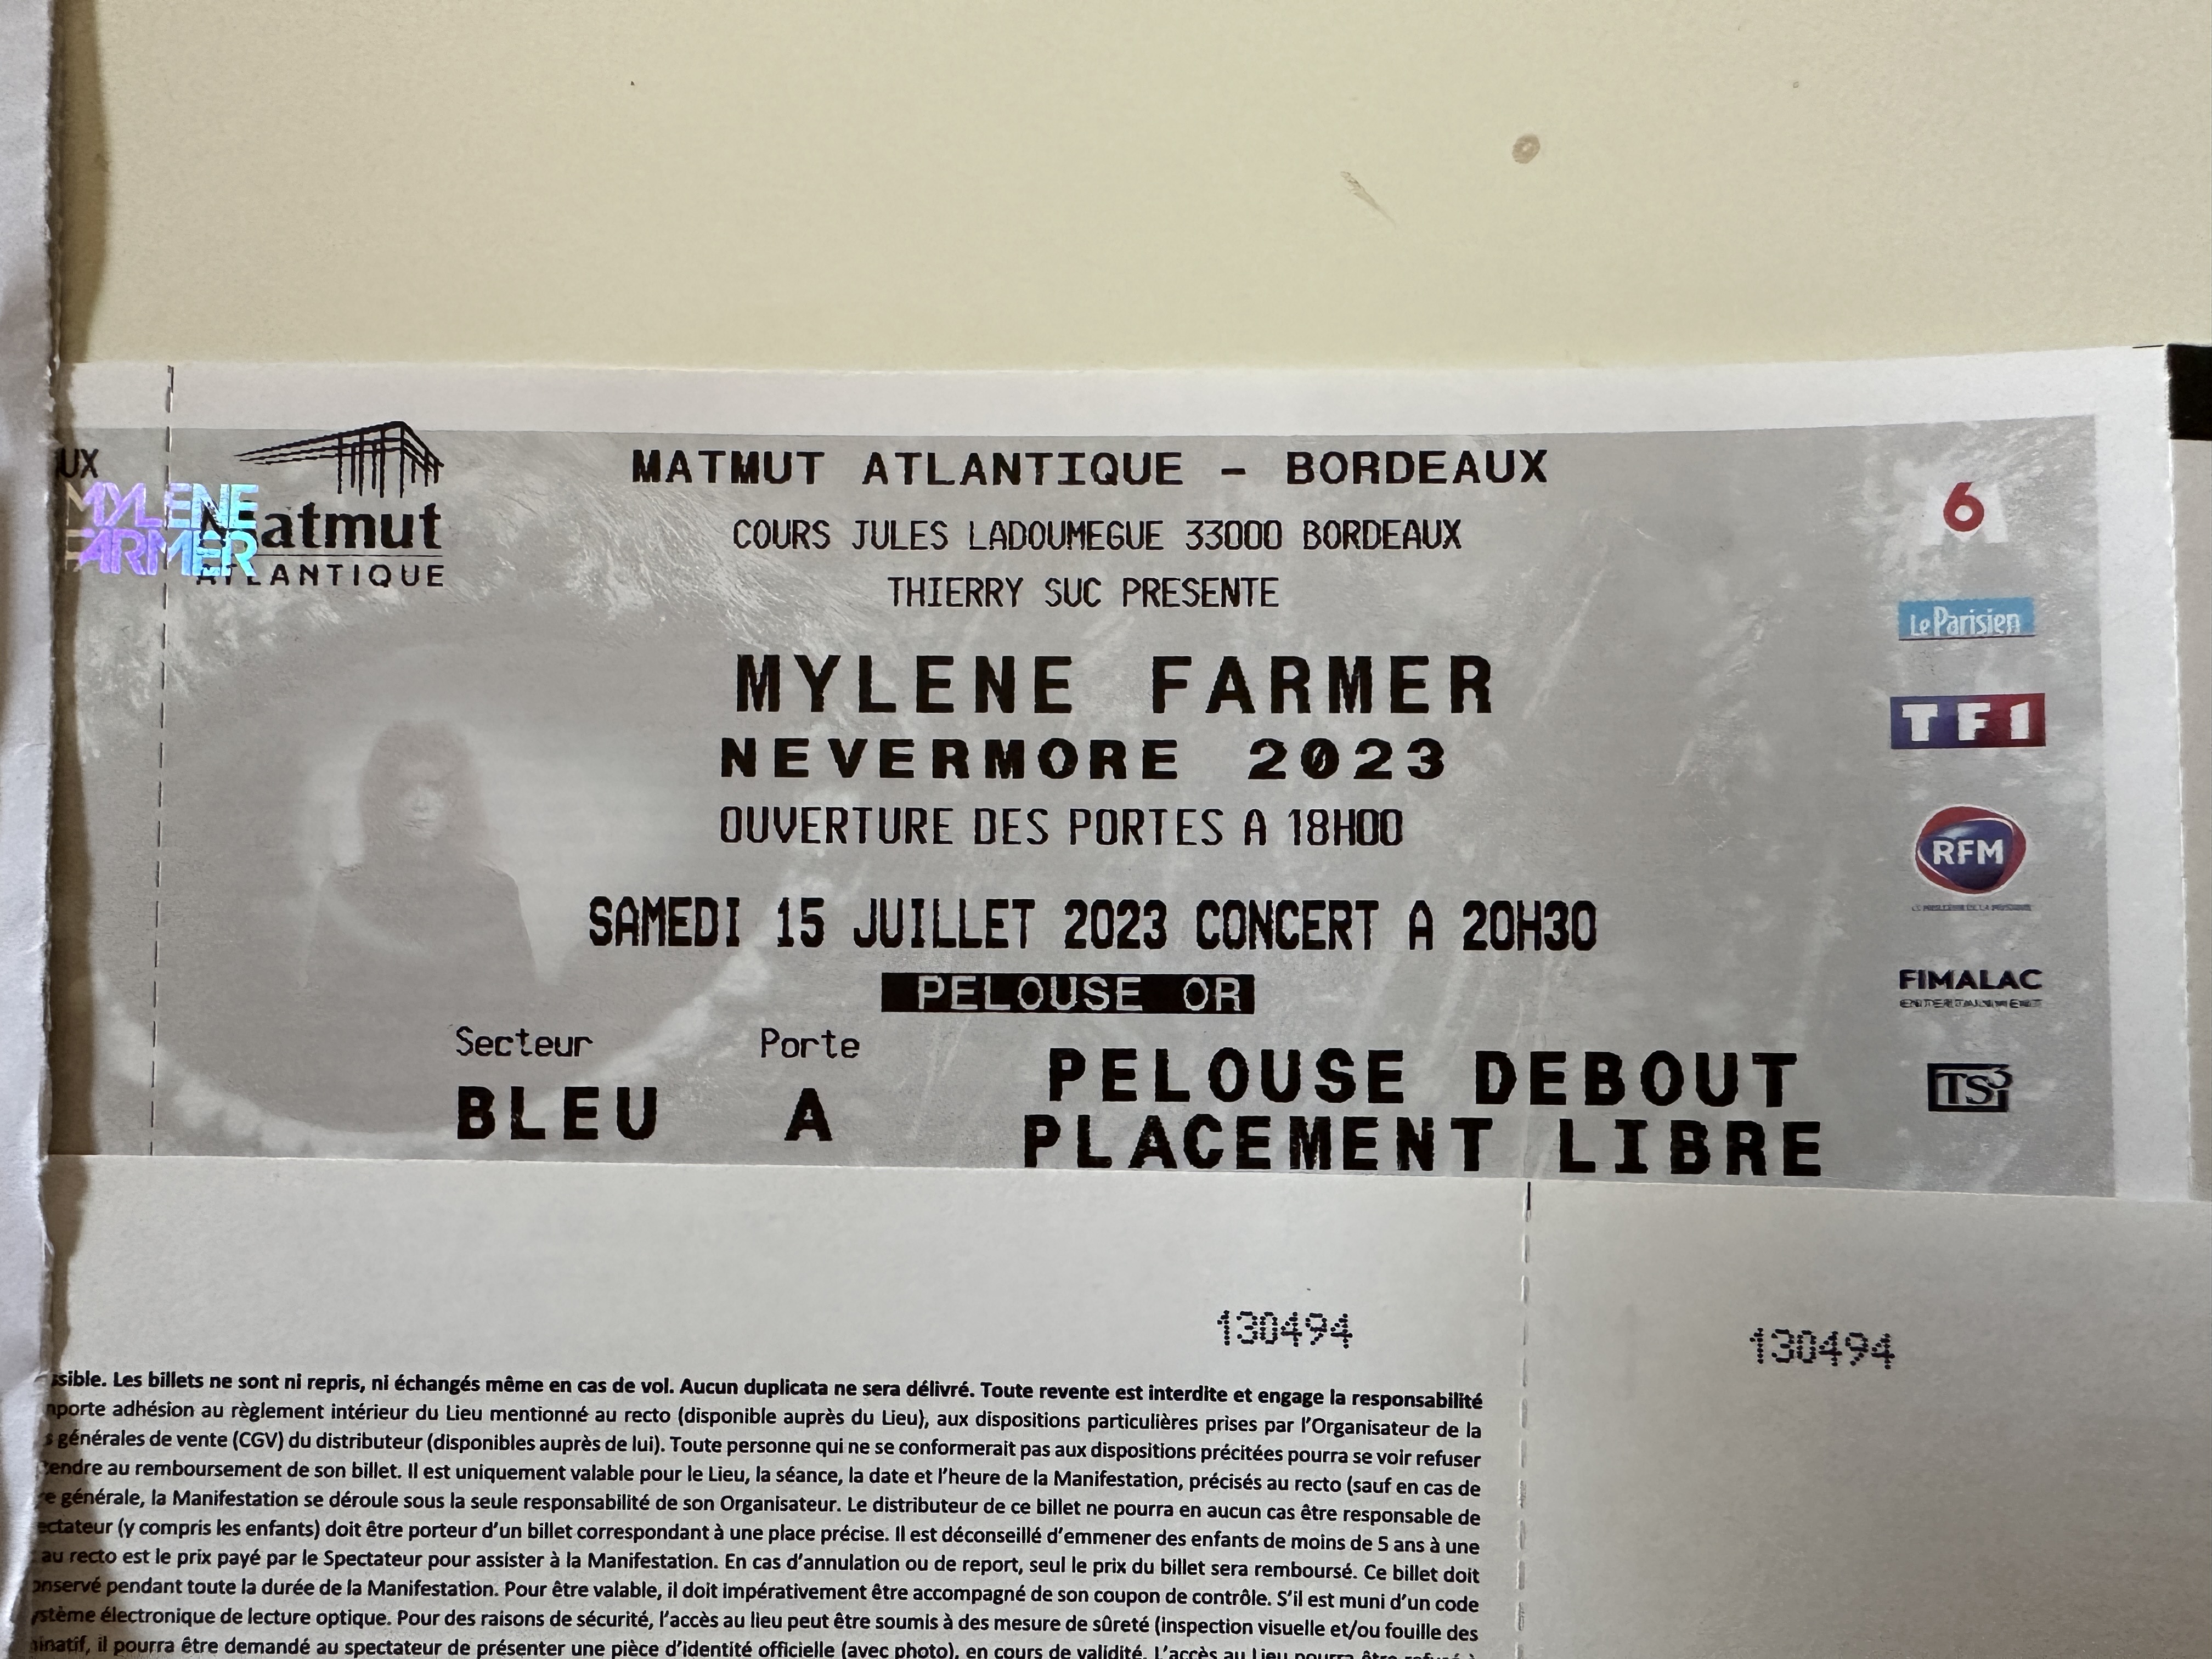 UX
MYLENE
FARMER
Matmut
ATLANTIQUE
MATMUT ATLANTIQUE - BORDEAUX
COURS JULES LADOUMEGUE 33000 BORDEAUX
THIERRY SUC PRESENTE
MYLENE FARMER
NEVERMORE 2023
OUVERTURE DES PORTES A 18H00
SAMEDI 15 JUILLET 2023 CONCERT A 20H30
PELOUSE OR
Secteur Porte
BLEU A
PELOUSE DEBOUT
PLACEMENT LIBRE
M6
Le Parisien
TF1
RFM
FIMALAC
ENTERTAINMENT
TS3
130494 130494
ssible. Les billets ne sont ni repris, ni échangés même en cas de vol. Aucun duplicata ne sera délivré. Toute revente est interdite et engage la responsabilité
mporte adhésion au règlement intérieur du Lieu mentionné au recto (disponible auprès du Lieu), aux dispositions particulières prises par l'Organisateur de la
s générales de vente (CGV) du distributeur (disponibles auprès de lui). Toute personne qui ne se conformerait pas aux dispositions précitées pourra se voir refuser
tendre au remboursement de son billet. Il est uniquement valable pour le Lieu, la séance, la date et l'heure de la Manifestation, précisés au recto (sauf en cas de
re générale, la Manifestation se déroule sous la seule responsabilité de son Organisateur. Le distributeur de ce billet ne pourra en aucun cas être responsable de
ectateur (y compris les enfants) doit être porteur d'un billet correspondant à une place précise. Il est déconseillé d'emmener des enfants de moins de 5 ans à une
au recto est le prix payé par le Spectateur pour assister à la Manifestation. En cas d'annulation ou de report, seul le prix du billet sera remboursé. Ce billet doit
onservé pendant toute la durée de la Manifestation. Pour être valable, il doit impérativement être accompagné de son coupon de contrôle. S'il est muni d'un code
ystème électronique de lecture optique. Pour des raisons de sécurité, l'accès au lieu peut être soumis à des mesure de sûreté (inspection visuelle et/ou fouille des
minatif, il pourra être demandé au spectateur de présenter une pièce d'identité officielle (avec photo), en cours de validité. L'accès au Lieu pourra être refusé à